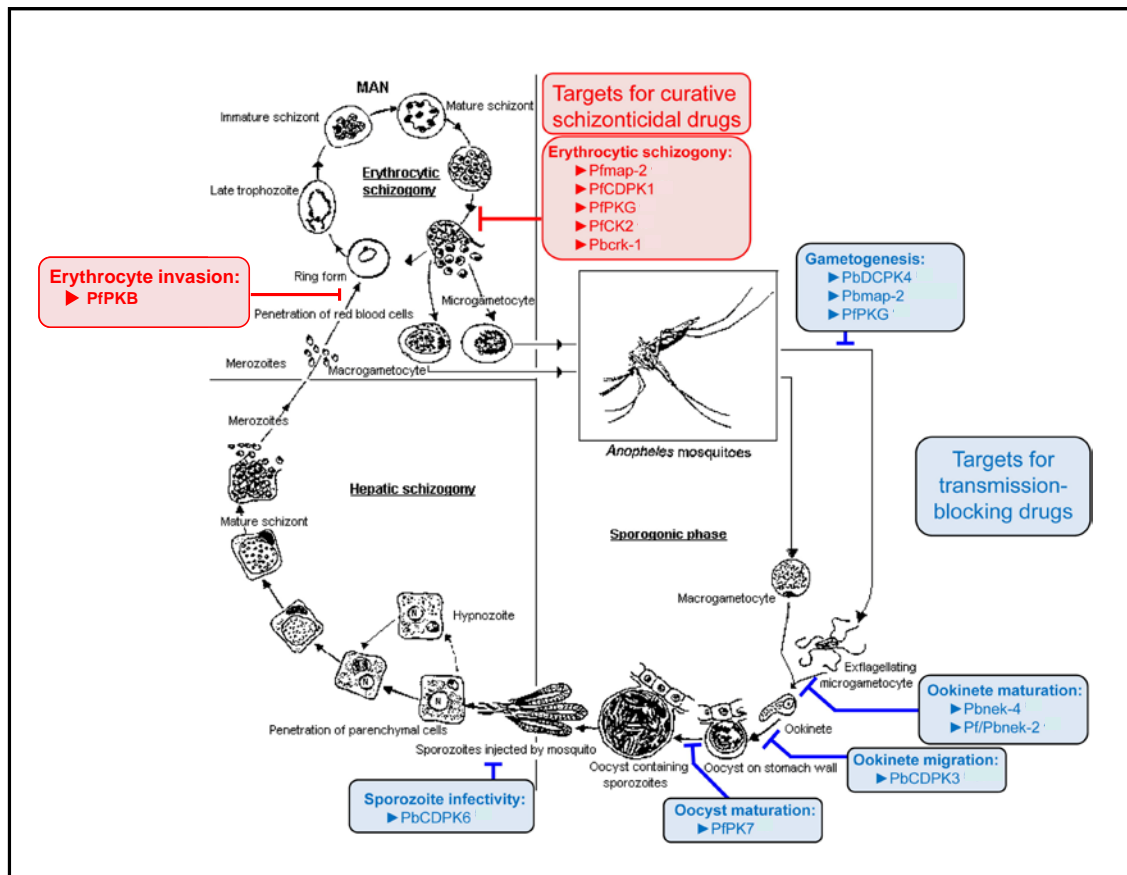 MAN
Mature schizont
Immature schizont
Erythrocytic
schizogony
Late trophozoite
Ring form
Microgametocyte
Penetration of red blood cells
Merozoites
Macrogametocyte
Targets for curative
schizonticidal drugs
Erythrocytic schizogony:
►Pfmap-2
►PfCDPK1
►PfPKG
►PfCK2
►Pbcrk-1
Erythrocyte invasion:
► PfPKB
Gametogenesis:
►PbDCPK4
►Pbmap-2
►PfPKG
Anopheles mosquitoes
Targets for
transmission-
blocking drugs
Merozoites
Hepatic schizogony
Mature schizont
Hypnozoite
N
N
N
Penetration of parenchymal cells
Sporozoites injected by mosquito
Sporogonic phase
Macrogametocyte
Exflagellating
microgametocyte
Ookinete
Oocyst on stomach wall
Oocyst containing
sporozoites
Ookinete maturation:
►Pbnek-4
►Pf/Pbnek-2
Ookinete migration:
►PbCDPK3
Oocyst maturation:
►PfPK7
Sporozoite infectivity:
►PbCDPK6